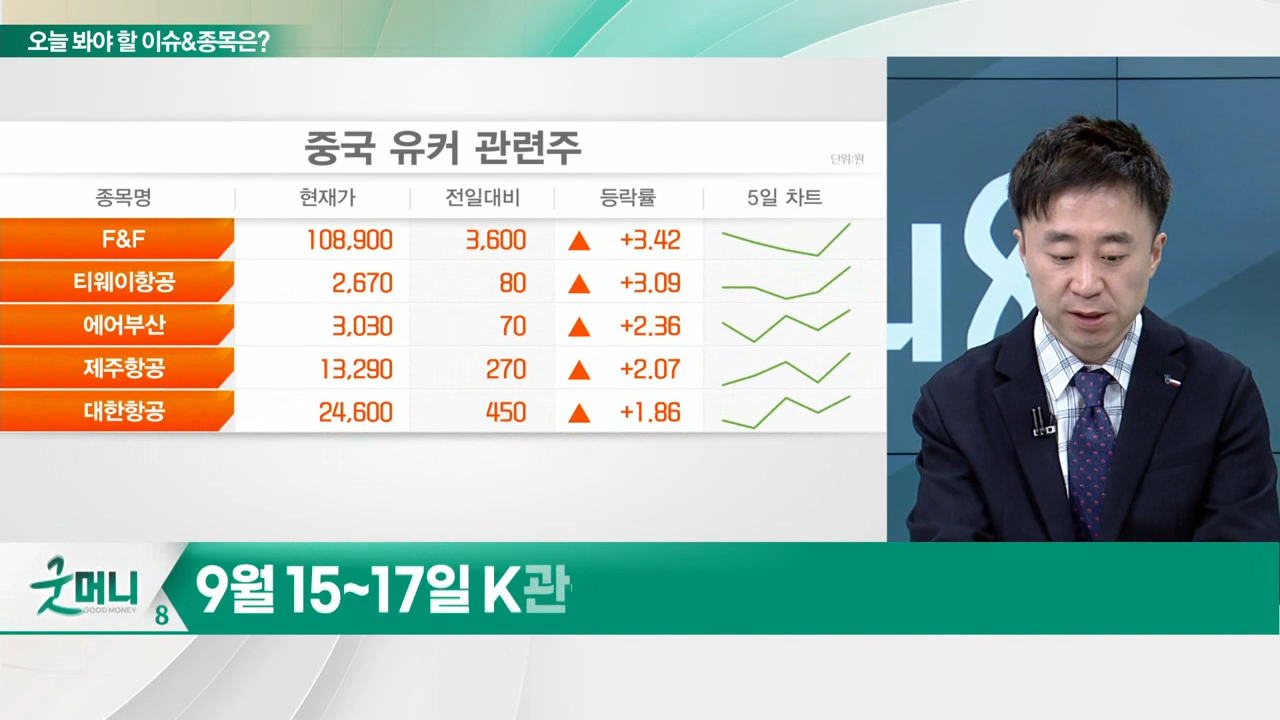 오늘 봐야 할 이슈&종목은?
중국 유커 관련주
단위:원
종목명 현재가 전일대비 등락률 5일 차트
F&F 108,900 3,600 ▲ +3.42
티웨이항공 2,670 80 ▲ +3.09
에어부산 3,030 70 ▲ +2.36
제주항공 13,290 270 ▲ +2.07
대한항공 24,600 450 ▲ +1.86
굿머니
GOOD MONEY
8
9월 15~17일 K관